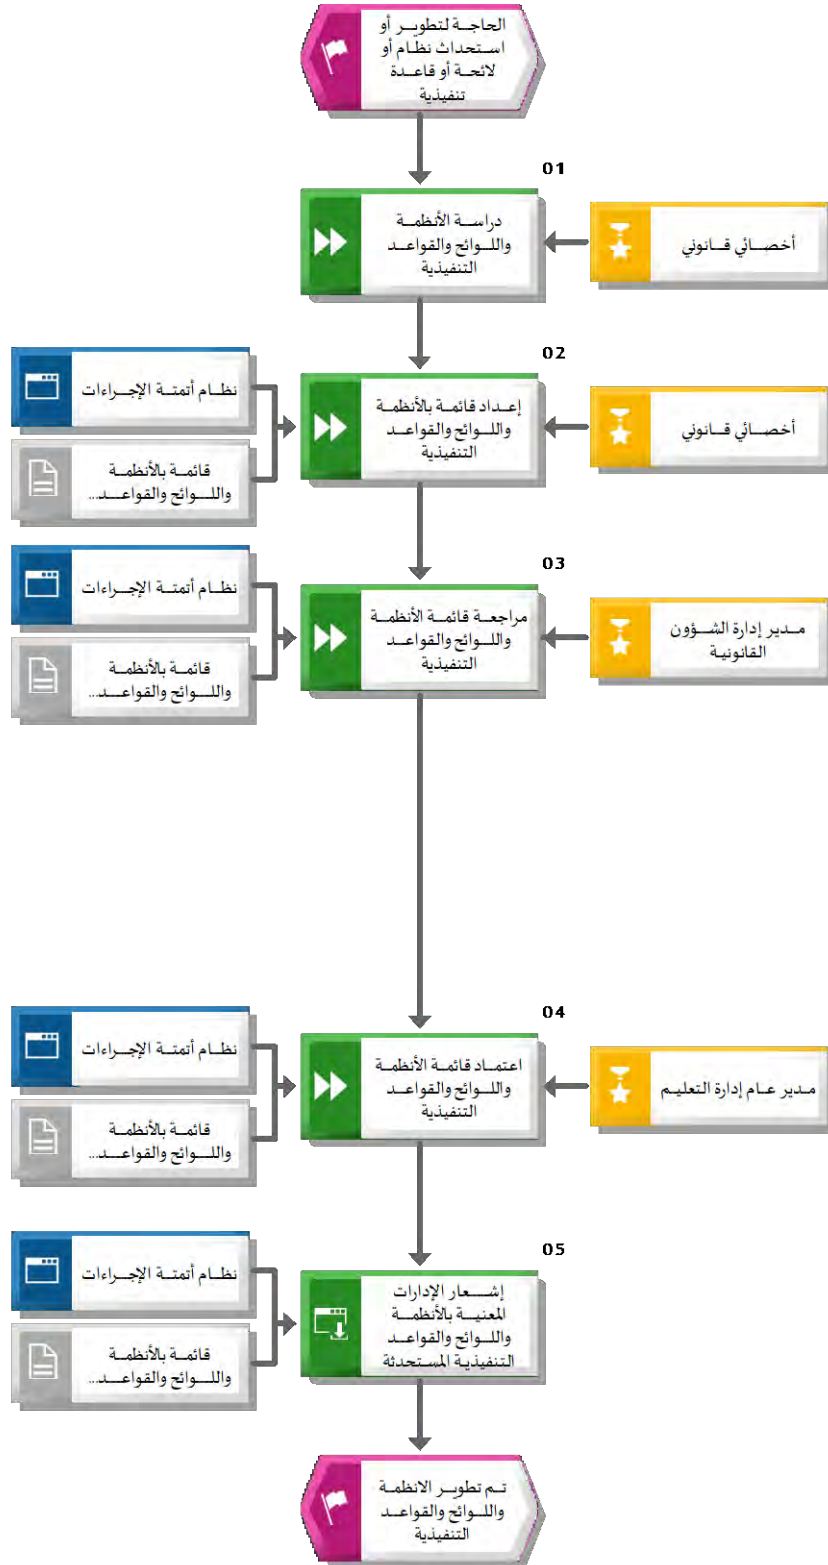 الحاجة لتطوير أو
استحداث نظام أو
لائحة أو قاعدة
تنفيذية
01
دراسة الأنظمة
واللوائح والقواعد
التنفيذية
أخصائي قانوني
02
إعداد قائمة بالأنظمة
واللوائح والقواعد
التنفيذية
أخصائي قانوني
نظام أتمتة الإجراءات
قائمة بالأنظمة
واللوائح والقواعد...
03
مراجعة قائمة الأنظمة
واللوائح والقواعد
التنفيذية
مدير إدارة الشؤون
القانونية
نظام أتمتة الإجراءات
قائمة بالأنظمة
واللوائح والقواعد...
04
اعتماد قائمة الأنظمة
واللوائح والقواعد
التنفيذية
مدير عام إدارة التعليم
نظام أتمتة الإجراءات
قائمة بالأنظمة
واللوائح والقواعد...
05
إشعار الإدارات
المعنية بالأنظمة
واللوائح والقواعد
التنفيذية المستحدثة
نظام أتمتة الإجراءات
قائمة بالأنظمة
واللوائح والقواعد...
تم تطوير الانظمة
واللوائح والقواعد
التنفيذية